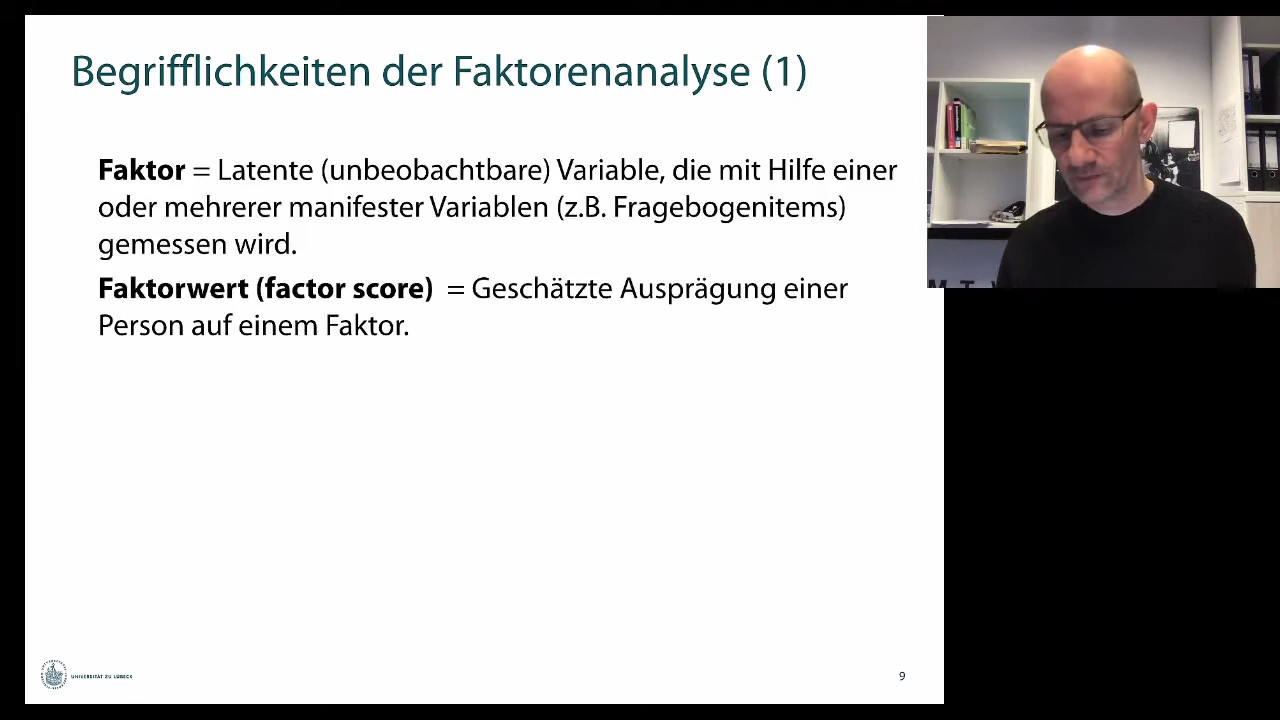 Begrifflichkeiten der Faktorenanalyse (1)
Faktor = Latente (unbeobachtbare) Variable, die mit Hilfe einer
oder mehrerer manifester Variablen (z.B. Fragebogenitems)
gemessen wird.
Faktorwert (factor score) = Geschätzte Ausprägung einer
Person auf einem Faktor.
UNIVERSITÄT ZU LÜBECK
9